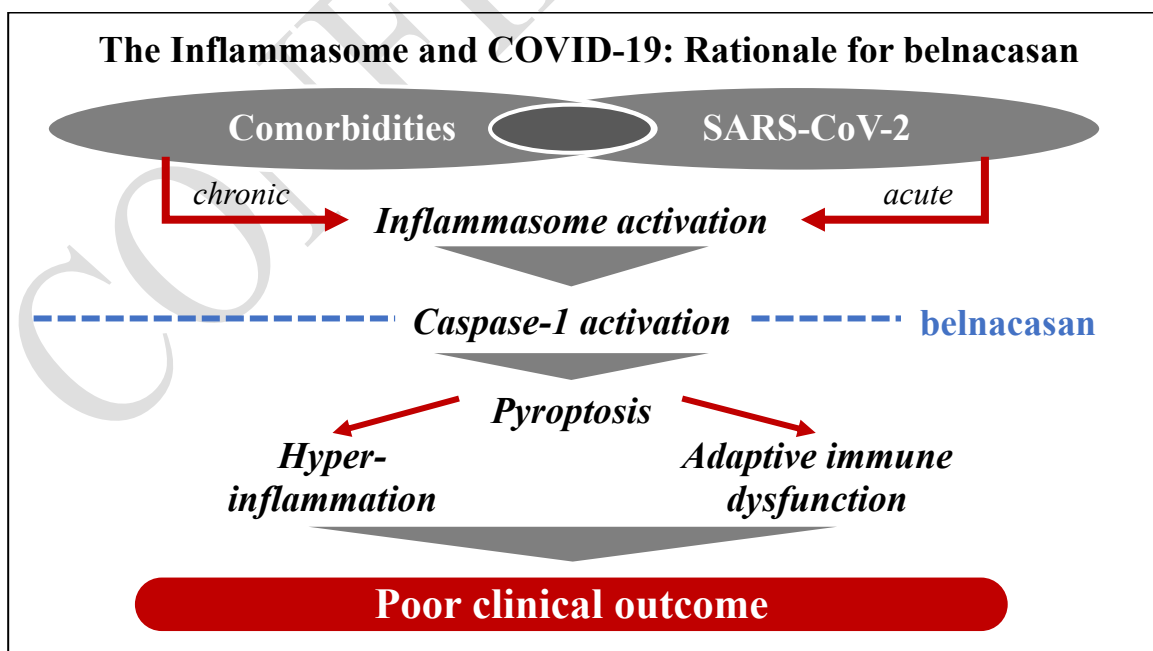 The Inflammasome and COVID-19: Rationale for belnacasan
Comorbidities
SARS-CoV-2
chronic
acute
Inflammasome activation
Caspase-1 activation
belnacasan
Pyroptosis
Hyper-
inflammation
Adaptive immune
dysfunction
Poor clinical outcome